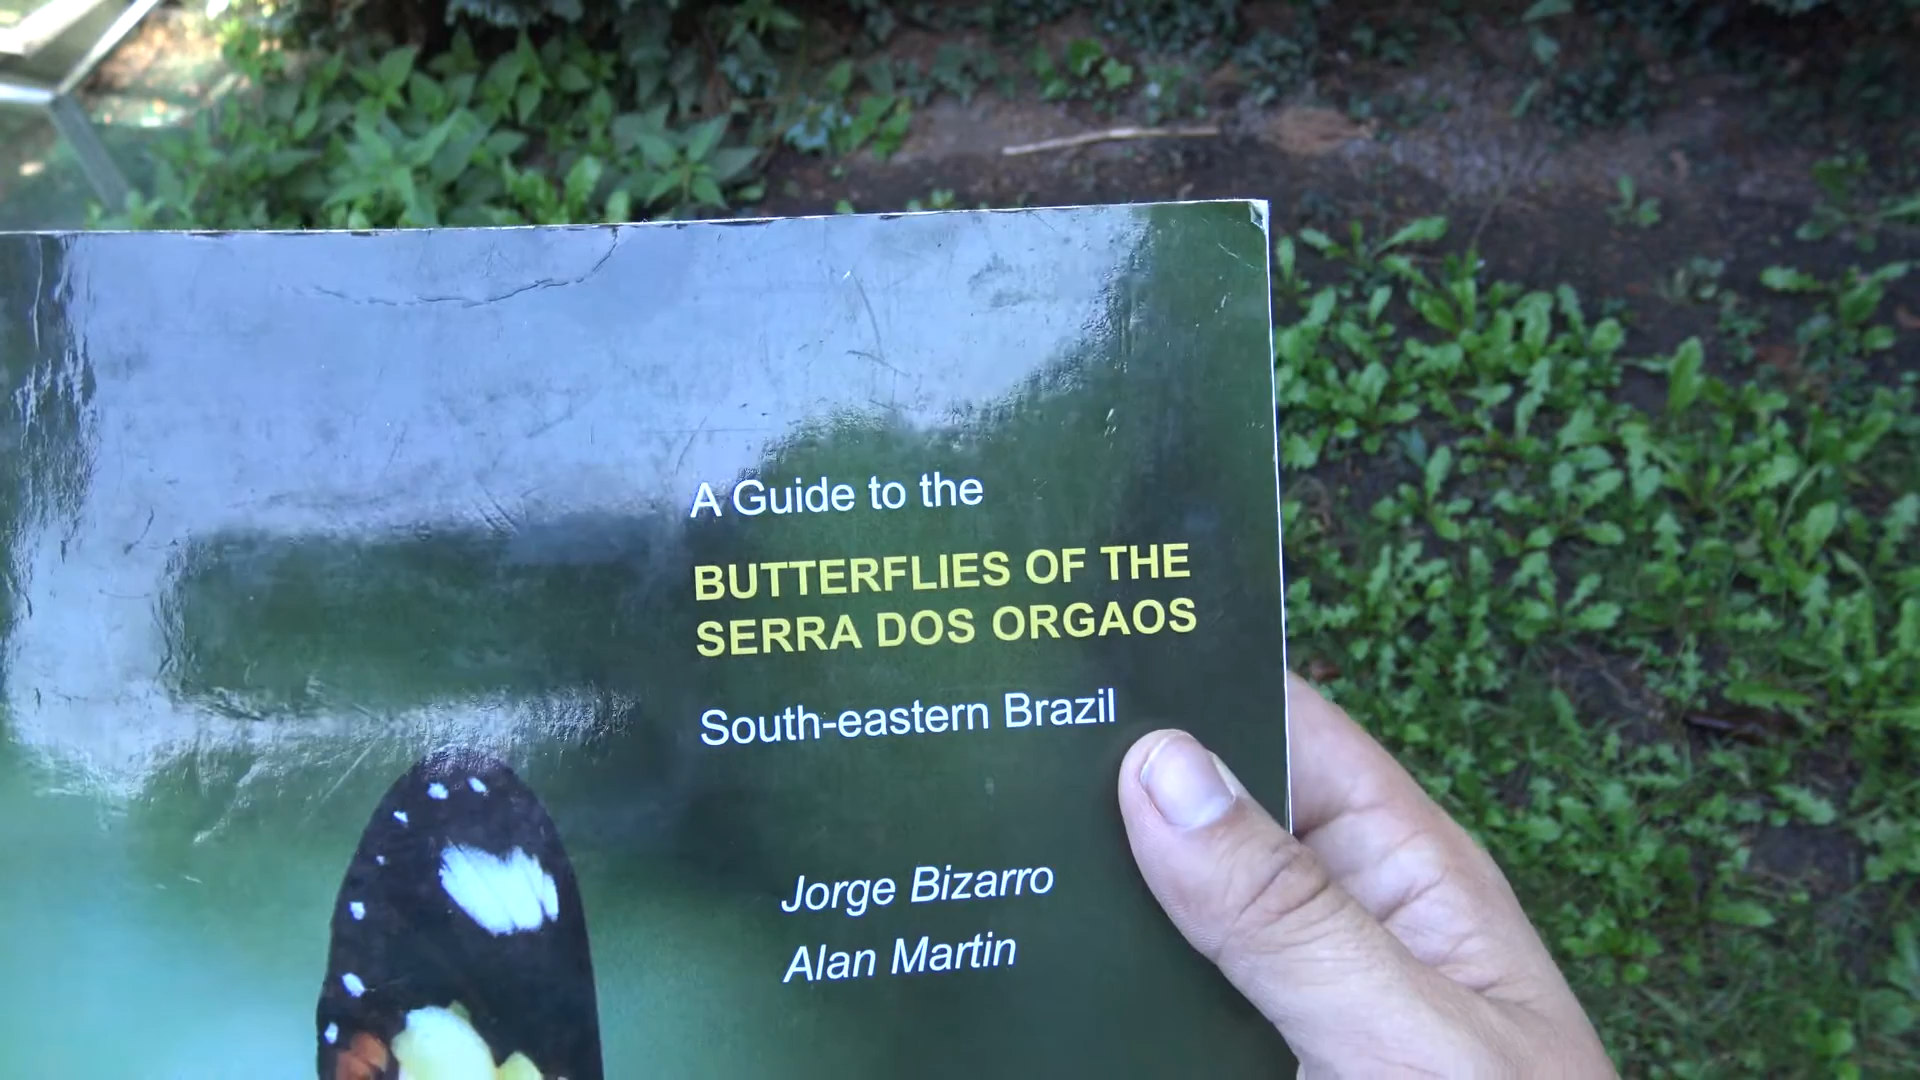 A Guide to the
BUTTERFLIES OF THE
SERRA DOS ORGAOS
South-eastern Brazil
Jorge Bizarro
Alan Martin